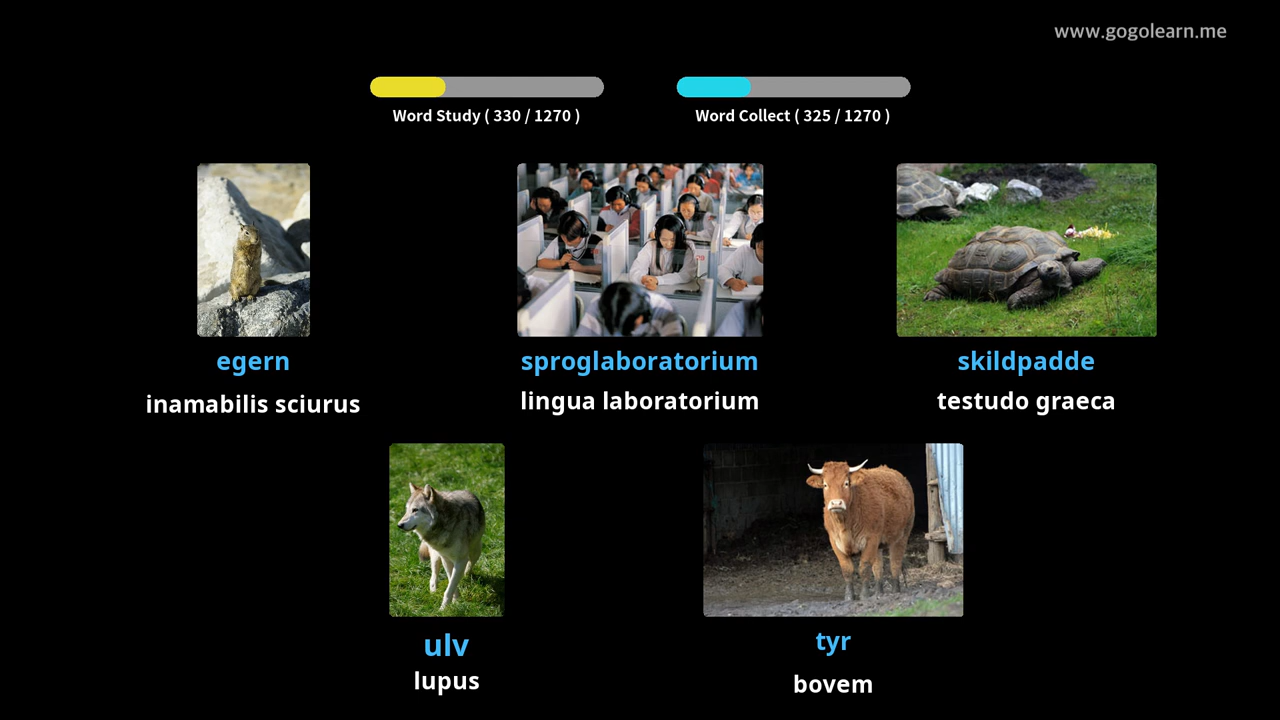 www.gogolearn.me
Word Study ( 330 / 1270 )
Word Collect ( 325 / 1270 )
egern
sproglaboratorium
skildpadde
inamabilis sciurus
lingua laboratorium
testudo graeca
ulv
tyr
lupus
bovem